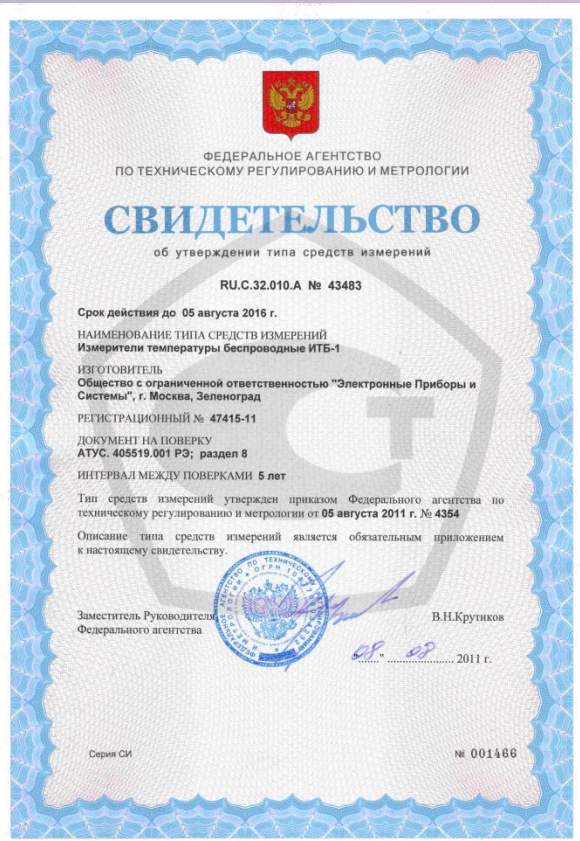 ФЕДЕРАЛЬНОЕ АГЕНТСТВО
ПО ТЕХНИЧЕСКОМУ РЕГУЛИРОВАНИЮ И МЕТРОЛОГИИ
СВИДЕТЕЛЬСТВО
об утверждении типа средств измерений
RU.C.32.010.A № 43483
Срок действия до 05 августа 2016 г.
НАИМЕНОВАНИЕ ТИПА СРЕДСТВ ИЗМЕРЕНИЙ
Измерители температуры беспроводные ИТБ-1
ИЗГОТОВИТЕЛЬ
Общество с ограниченной ответственностью "Электронные Приборы и
Системы", г. Москва, Зеленоград
РЕГИСТРАЦИОННЫЙ № 47415-11
ДОКУМЕНТ НА ПОВЕРКУ
АТУС. 405519.001 РЭ; раздел 8
ИНТЕРВАЛ МЕЖДУ ПОВЕРКАМИ 5 лет
Тип средств измерений утвержден приказом Федерального агентства по
техническому регулированию и метрологии от 05 августа 2011 г. № 4354
Описание типа средств измерений является обязательным приложением
к настоящему свидетельству.
Заместитель Руководителя
Федерального агентства
В.Н.Крутиков
"08" 08 2011 г.
Серия СИ
№ 001466